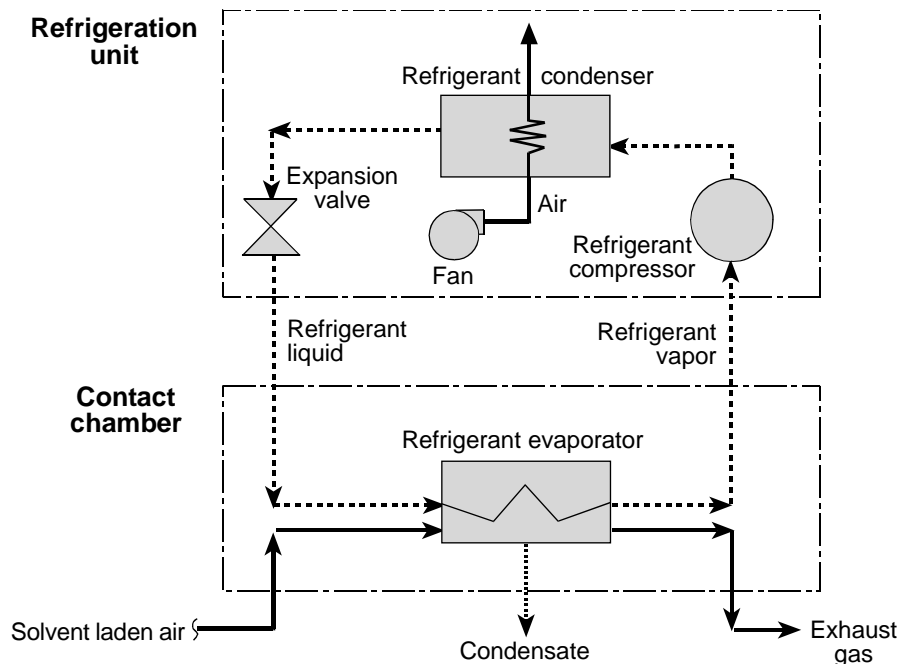 Refrigeration
unit
Refrigerant condenser
Expansion
valve
Air
Fan
Refrigerant
compressor
Refrigerant
liquid
Refrigerant
vapor
Contact
chamber
Refrigerant evaporator
Solvent laden air
Condensate
Exhaust
gas